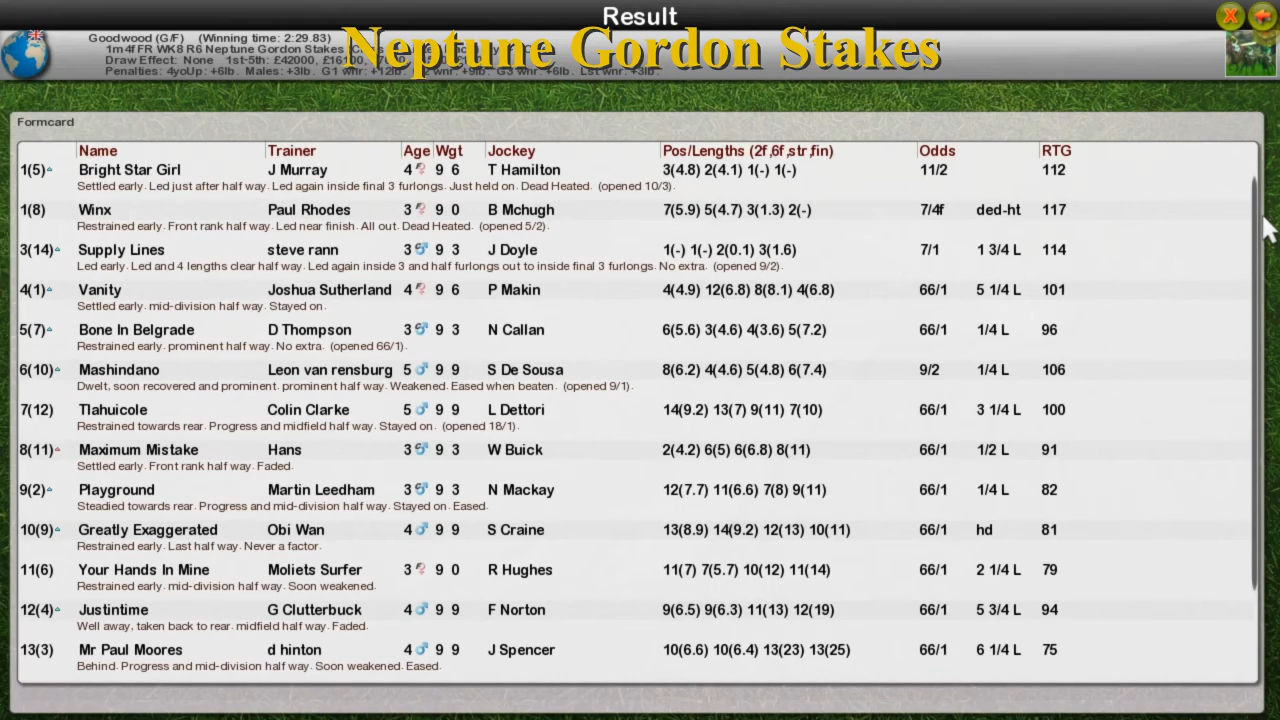 Result
Neptune Gordon Stakes
Goodwood (G/F) (Winning time: 2:29.83)
1m4f FR WK8 R6 Neptune Gordon Stakes
Draw Effect: None 1st-5th: £42000,
Penalties: 4yoUp: +6lb. Males: +3lb. G1 wnr: +12lb. wnr: +9lb. G3 wnr: +6lb. Lst wnr: +3lb.
Formcard
Name Trainer Age Wgt Jockey Pos/Lengths (2f,6f,str,fin) Odds RTG
1(5) Bright Star Girl J Murray 4 9 6 T Hamilton 3(4.8) 2(4.1) 1(-) 1(-) 11/2 112
Settled early. Led just after half way. Led again inside final 3 furlongs. Just held on. Dead Heated. (opened 10/3).
1(8) Winx Paul Rhodes 3 9 0 B Mchugh 7(5.9) 5(4.7) 3(1.3) 2(-) 7/4f ded-ht 117
Restrained early. Front rank half way. Led near finish. All out. Dead Heated. (opened 5/2).
3(14) Supply Lines steve rann 3 9 3 J Doyle 1(-) 1(-) 2(0.1) 3(1.6) 7/1 1 3/4 L 114
Led early. Led and 4 lengths clear half way. Led again inside 3 and half furlongs out to inside final 3 furlongs. No extra. (opened 9/2).
4(1) Vanity Joshua Sutherland 4 9 6 P Makin 4(4.9) 12(6.8) 8(8.1) 4(6.8) 66/1 5 1/4 L 101
Settled early. mid-division half way. Stayed on.
5(7) Bone In Belgrade D Thompson 3 9 3 N Callan 6(5.6) 3(4.6) 4(3.6) 5(7.2) 66/1 1/4 L 96
Restrained early. prominent half way. No extra. (opened 66/1).
6(10) Mashindano Leon van rensburg 5 9 9 S De Sousa 8(6.2) 4(4.6) 5(4.8) 6(7.4) 9/2 1/4 L 106
Dwelt, soon recovered and prominent. prominent half way. Weakened. Eased when beaten. (opened 9/1).
7(12) Tlahuicole Colin Clarke 5 9 9 L Dettori 14(9.2) 13(7) 9(11) 7(10) 66/1 3 1/4 L 100
Restrained towards rear. Progress and midfield half way. Stayed on. (opened 18/1).
8(11) Maximum Mistake Hans 3 9 3 W Buick 2(4.2) 6(5) 6(6.8) 8(11) 66/1 1/2 L 91
Settled early. Front rank half way. Faded.
9(2) Playground Martin Leedham 3 9 3 N Mackay 12(7.7) 11(6.6) 7(8) 9(11) 66/1 1/4 L 82
Steadied towards rear. Progress and mid-division half way. Stayed on. Eased.
10(9) Greatly Exaggerated Obi Wan 4 9 9 S Craine 13(8.9) 14(9.2) 12(13) 10(11) 66/1 hd 81
Restrained early. Last half way. Never a factor.
11(6) Your Hands In Mine Moliets Surfer 3 9 0 R Hughes 11(7) 7(5.7) 10(12) 11(14) 66/1 2 1/4 L 79
Restrained early. mid-division half way. Soon weakened.
12(4) Justintime G Clutterbuck 4 9 9 F Norton 9(6.5) 9(6.3) 11(13) 12(19) 66/1 5 3/4 L 94
Well away, taken back to rear. midfield half way. Faded.
13(3) Mr Paul Moores d hinton 4 9 9 J Spencer 10(6.6) 10(6.4) 13(23) 13(25) 66/1 6 1/4 L 75
Behind. Progress and mid-division half way. Soon weakened. Eased.